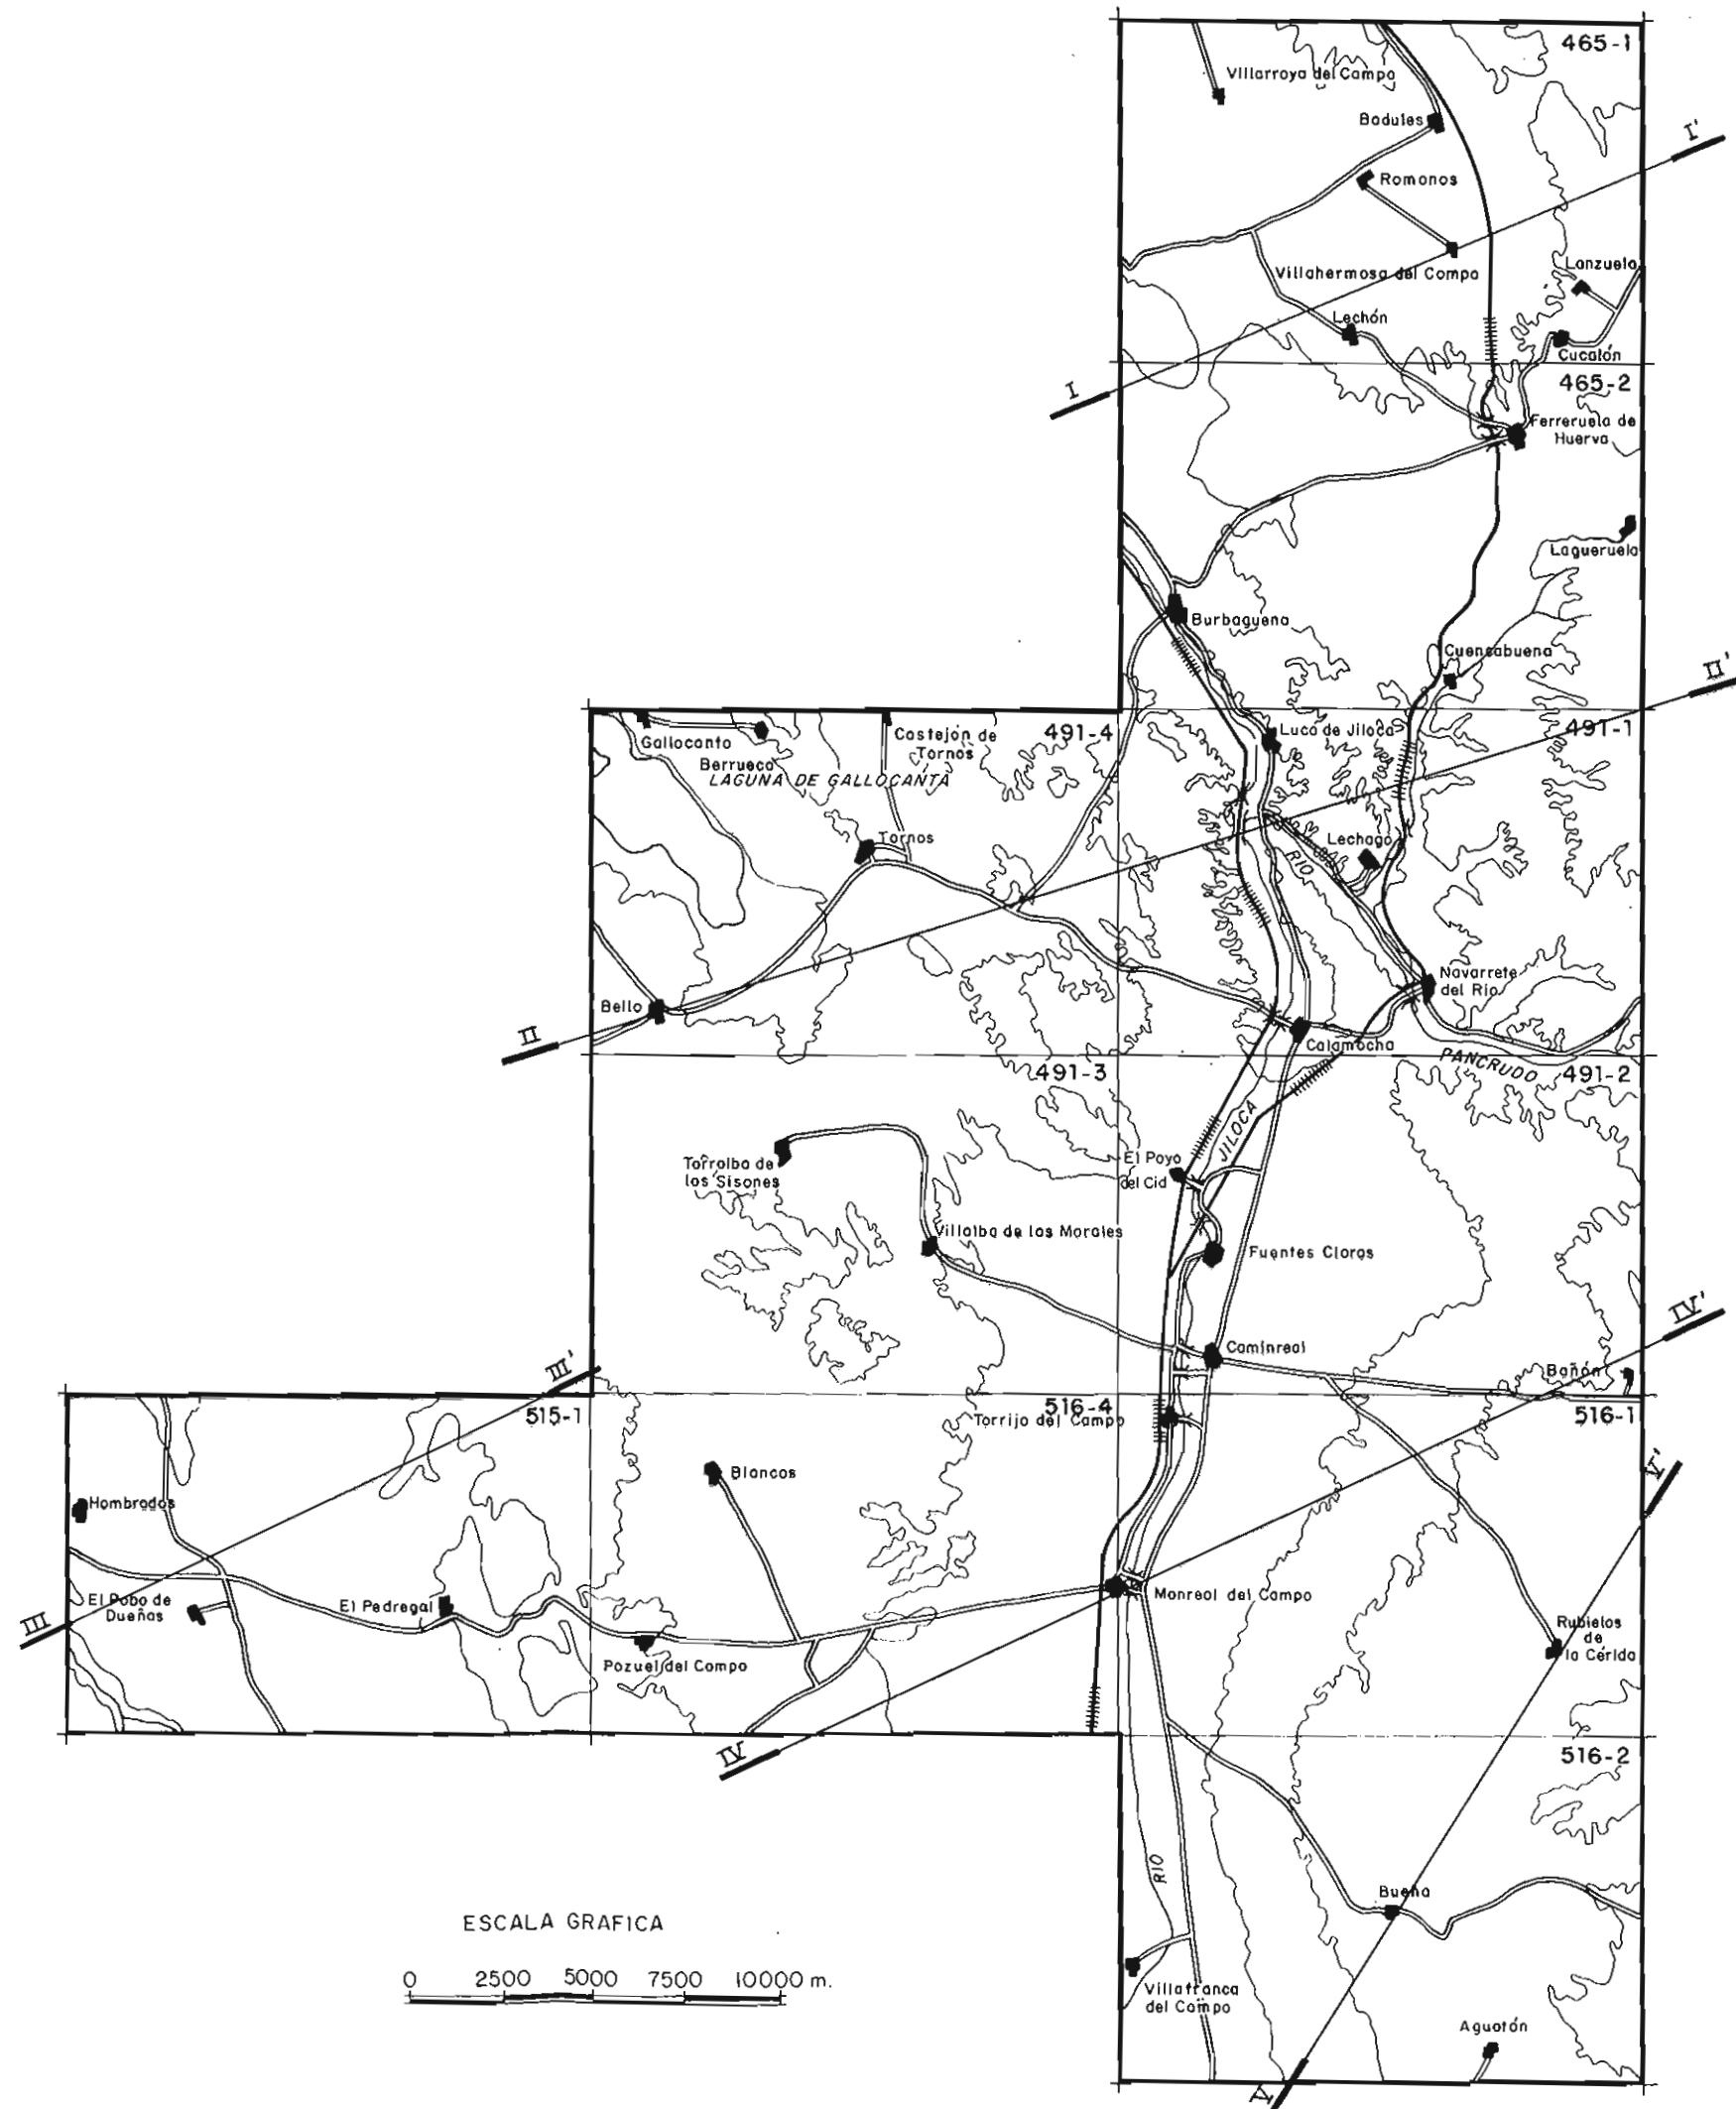 465-1
Villarroya del Campo
Badules
I'
Romanos
Villahermosa del Campo
Lanzuela
Lechón
Cucalón
465-2
I
Ferreruela de
Huerva
Lagueruela
Burbaguena
Cuencabuena
II'
491-4
Luco de Jiloca
491-1
Gallocanta
Berrueco
Castejón de
Tornos
LAGUNA DE GALLOCANTA
Tornos
Lechago
RIO
Navarrete
del Rio
Bello
II
Calamocha
PANCRUDO
491-3
491-2
JILOCA
El Poyo
del Cid
Torralba de
los Sisones
Villalba de los Morales
Fuentes Claras
IV'
Caminreal
Bañón
III'
515-1
516-4
Torrijo del Campo
516-1
Blancas
V'
Hombrados
El Pobo de
Dueñas
El Pedregal
Monreal del Campo
III
Rubielos
de
la Cérida
Pozuel del Campo
IV
516-2
RIO
Bueña
ESCALA GRAFICA
0 2500 5000 7500 10000 m.
Villafranca
del Campo
Aguatón
V